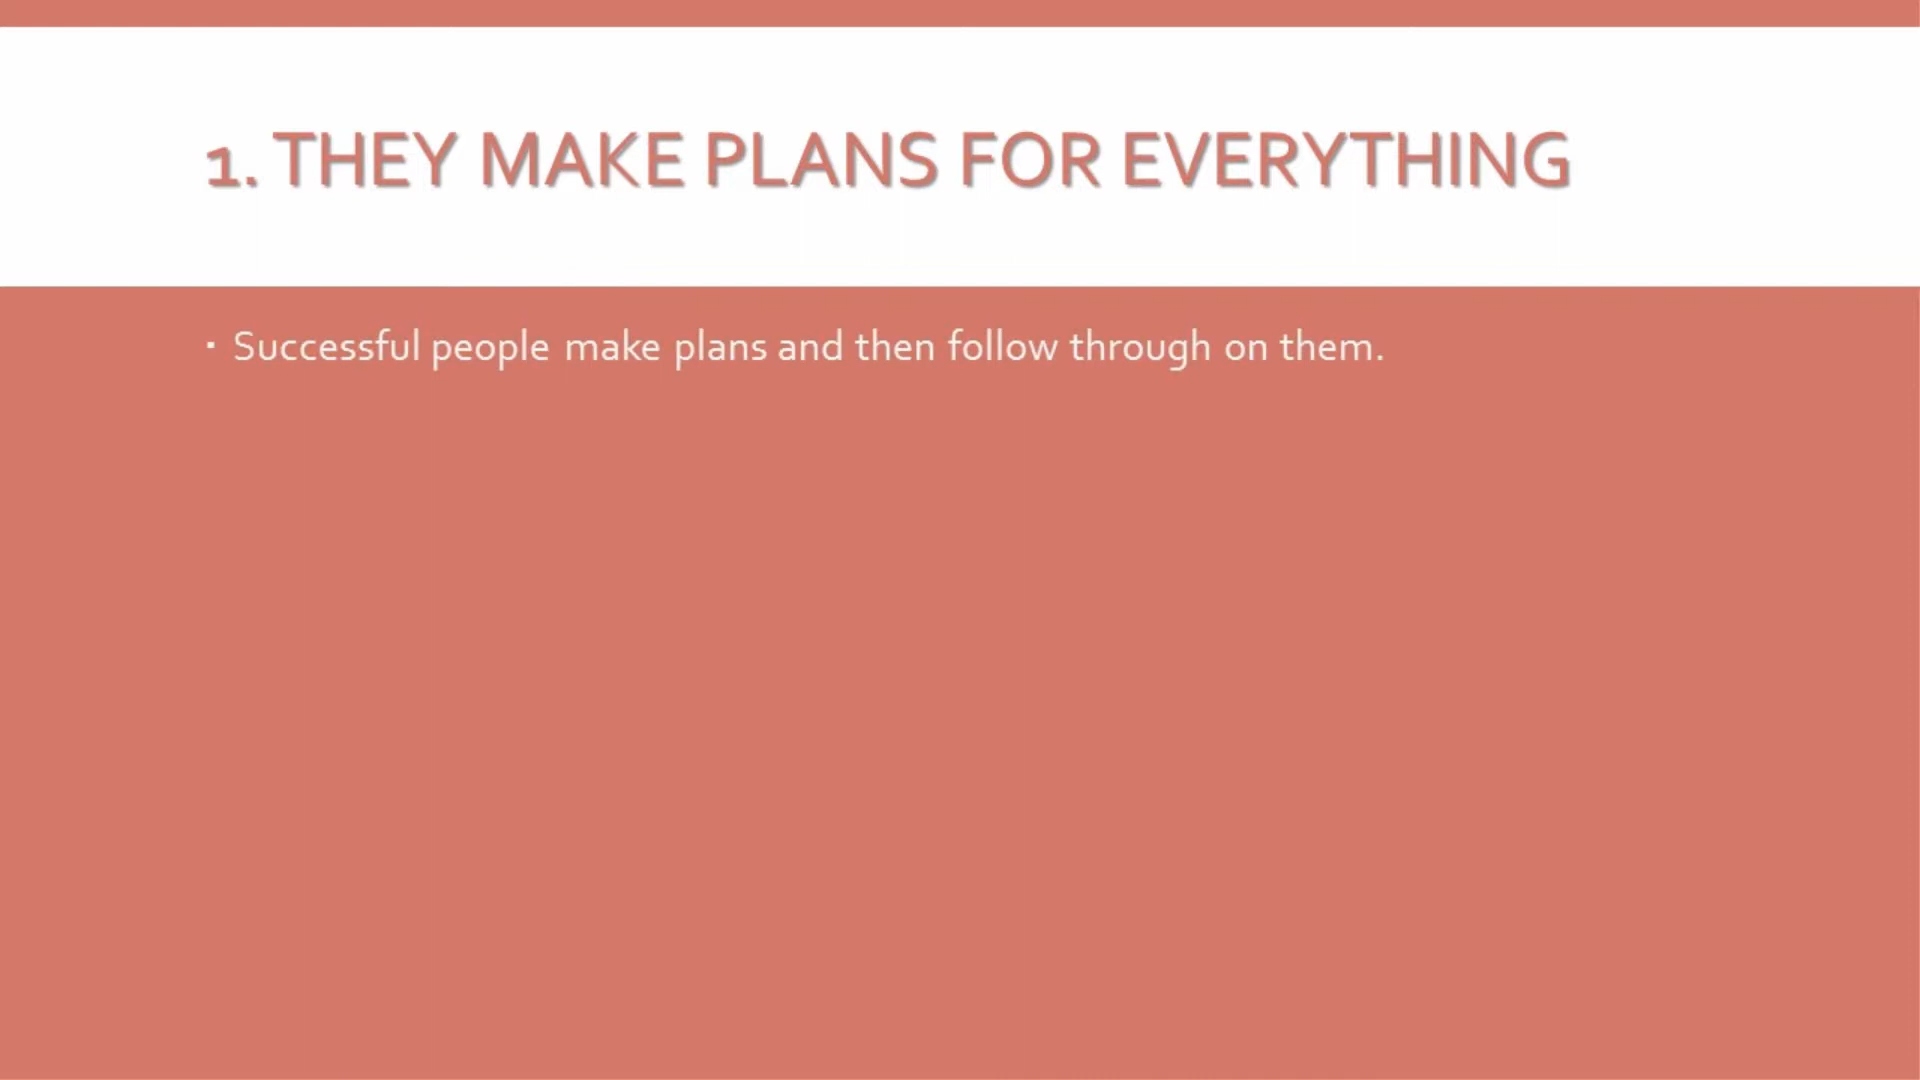 1. THEY MAKE PLANS FOR EVERYTHING
▪ Successful people make plans and then follow through on them.